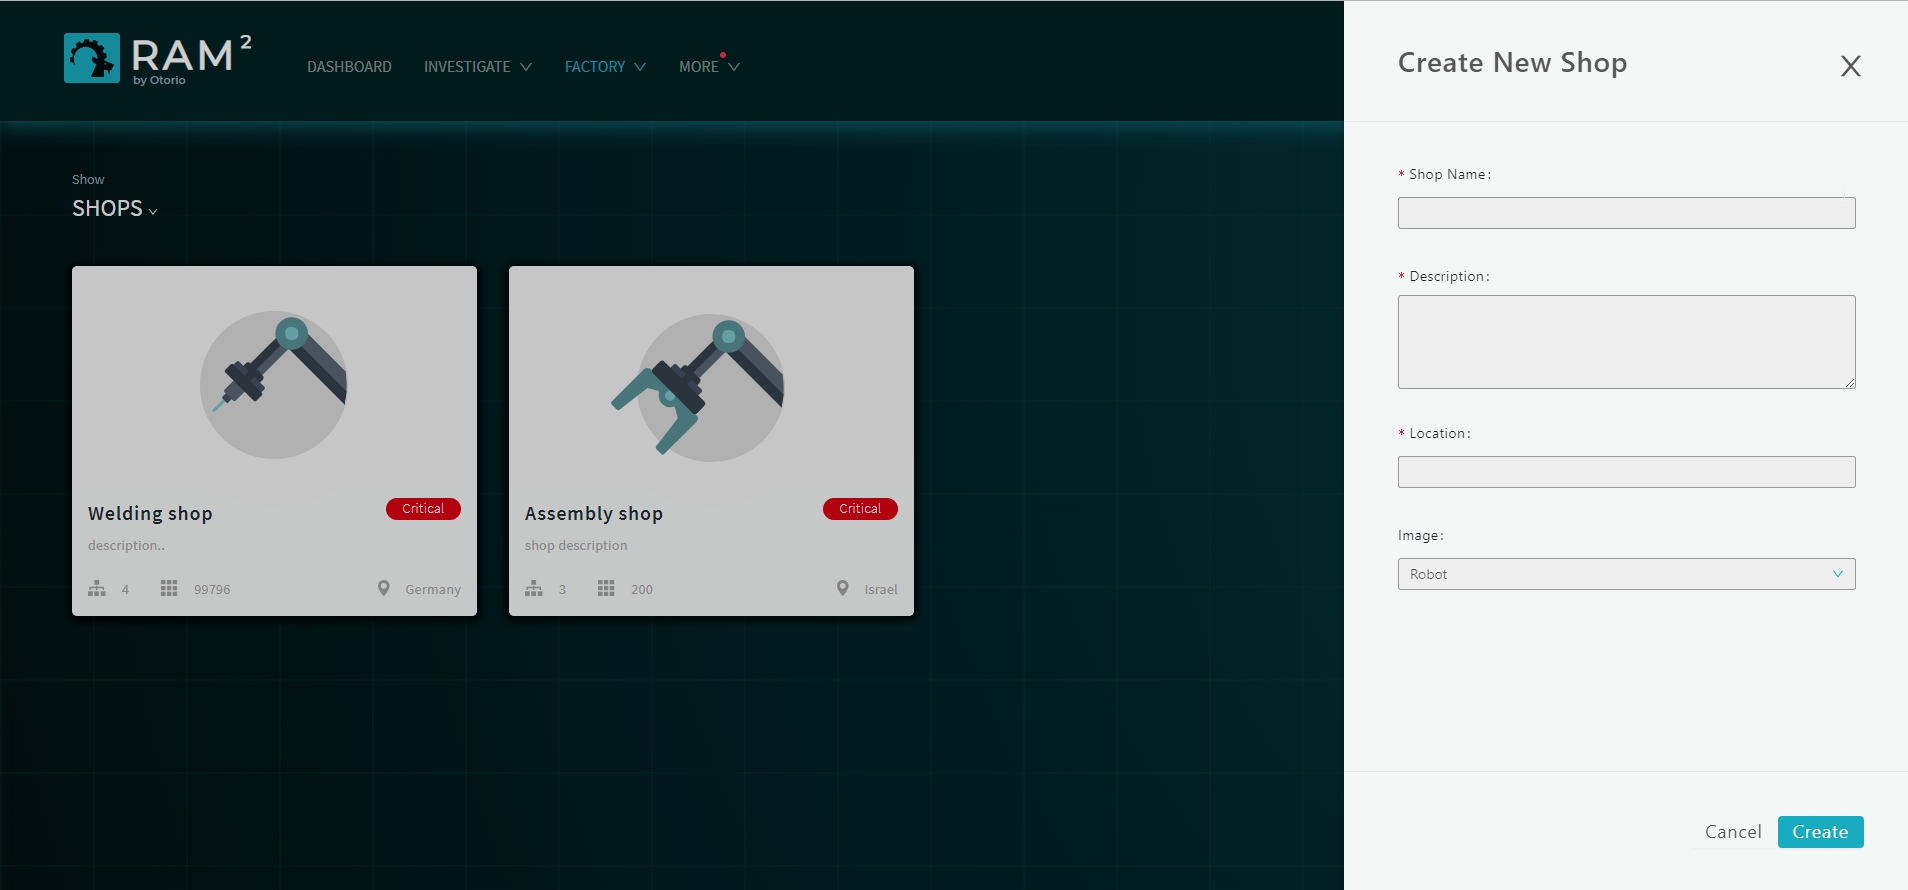 RAM²
by Otorio
DASHBOARD INVESTIGATE FACTORY MORE
Show
SHOPS
Welding shop Critical
description..
4 99796 Germany
Assembly shop Critical
shop description
3 200 Israel
Create New Shop X
* Shop Name:
* Description:
* Location:
Image:
Robot
Cancel Create